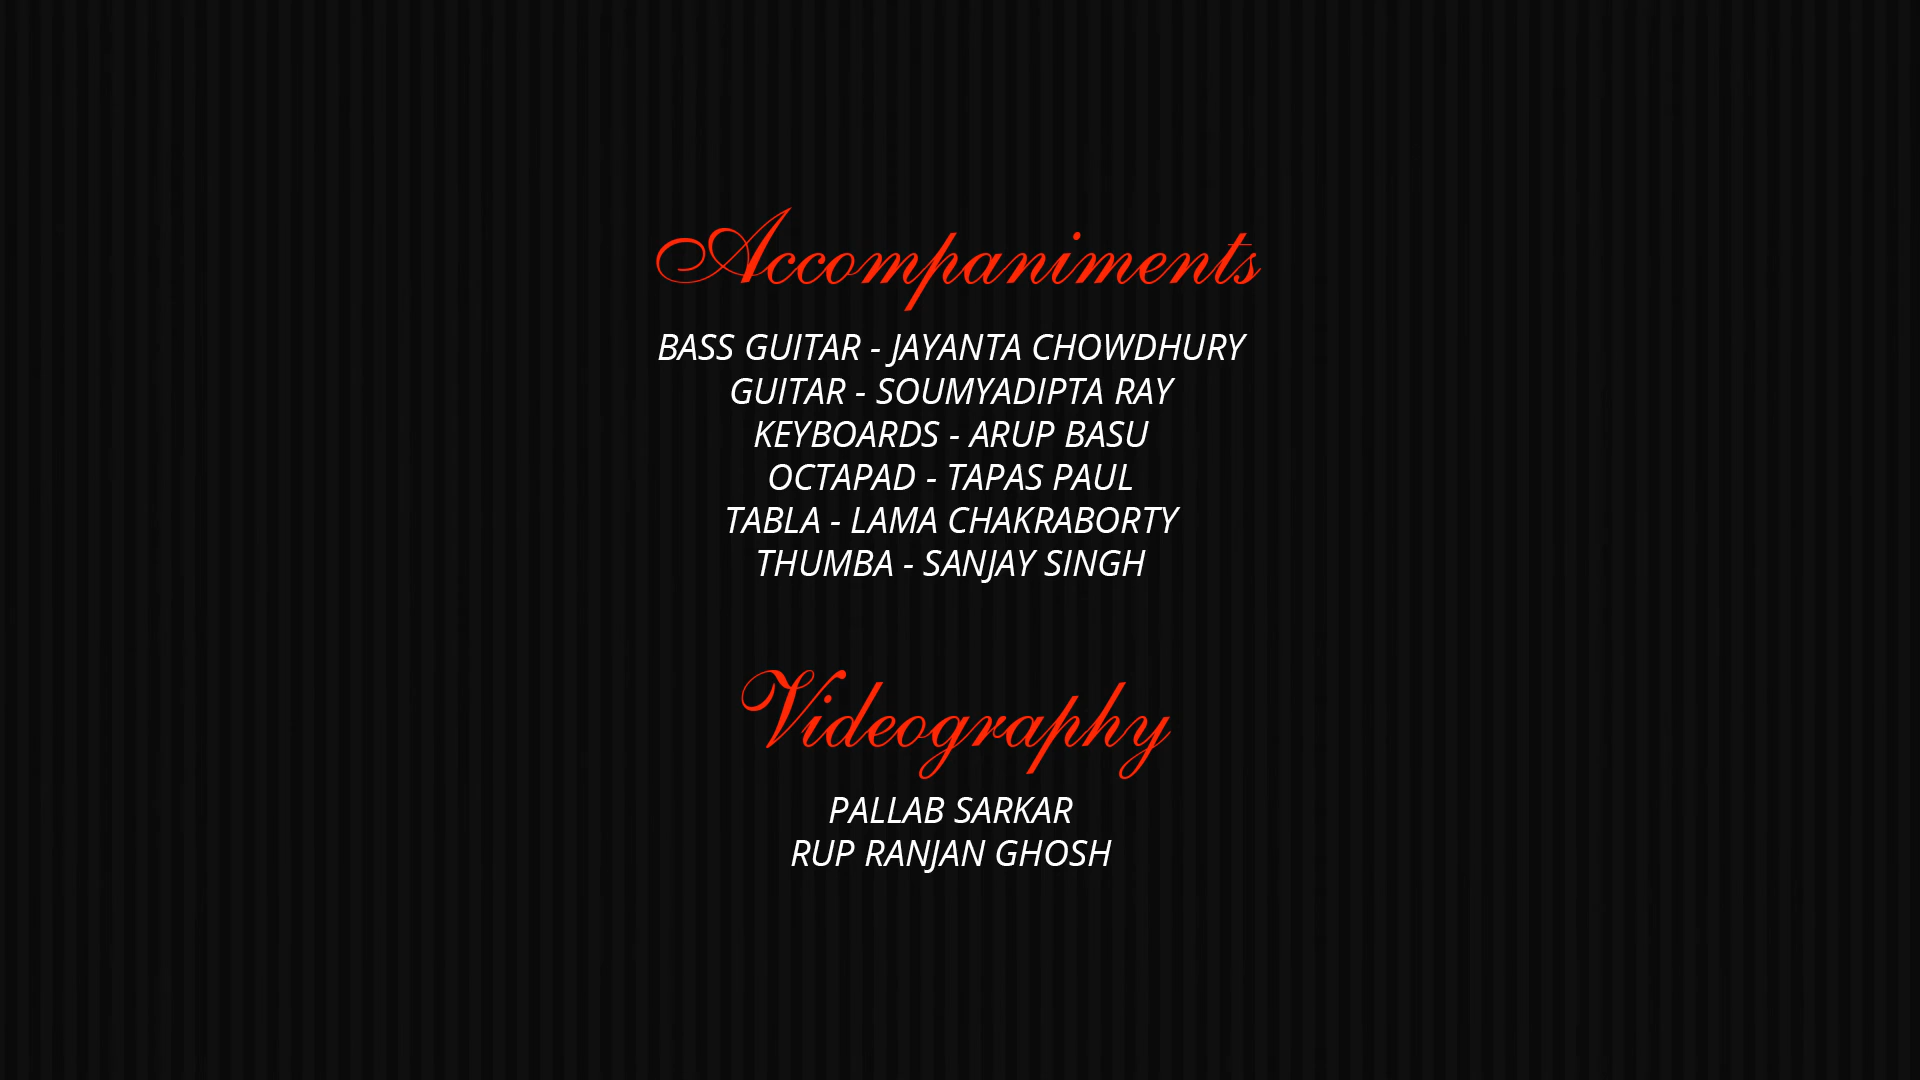 Accompaniments
BASS GUITAR - JAYANTA CHOWDHURY
GUITAR - SOUMYADIPTA RAY
KEYBOARDS - ARUP BASU
OCTAPAD - TAPAS PAUL
TABLA - LAMA CHAKRABORTY
THUMBA - SANJAY SINGH
Videography
PALLAB SARKAR
RUP RANJAN GHOSH